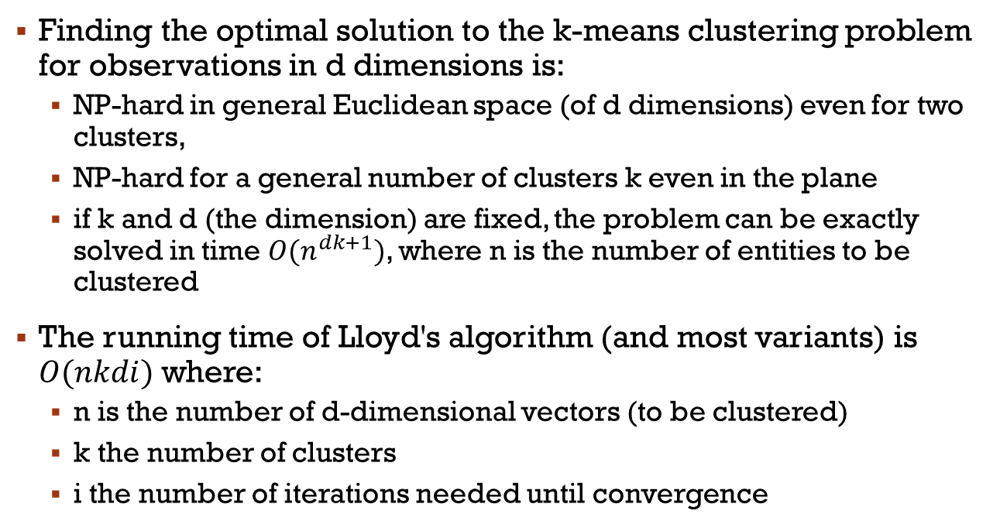 ▪ Finding the optimal solution to the k-means clustering problem
for observations in d dimensions is:
▪ NP-hard in general Euclidean space (of d dimensions) even for two
clusters,
▪ NP-hard for a general number of clusters k even in the plane
▪ if k and d (the dimension) are fixed, the problem can be exactly
solved in time $O(n^{dk+1})$, where n is the number of entities to be
clustered
▪ The running time of Lloyd's algorithm (and most variants) is
$O(nkdi)$ where:
▪ n is the number of d-dimensional vectors (to be clustered)
▪ k the number of clusters
▪ i the number of iterations needed until convergence